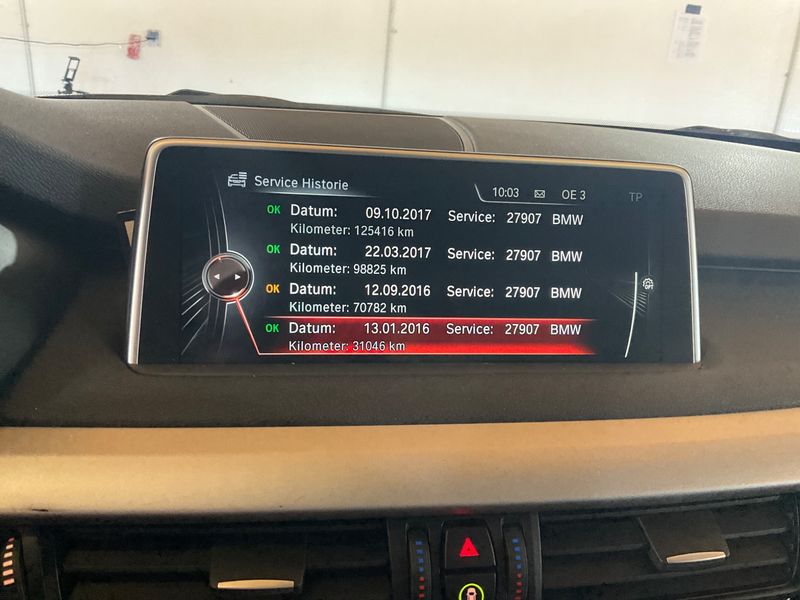 Service Historie
10:03 OE 3 TP
OK Datum: 09.10.2017 Service: 27907 BMW
Kilometer: 125416 km
OK Datum: 22.03.2017 Service: 27907 BMW
Kilometer: 98825 km
OK Datum: 12.09.2016 Service: 27907 BMW
Kilometer: 70782 km
OK Datum: 13.01.2016 Service: 27907 BMW
Kilometer: 31046 km
OFF